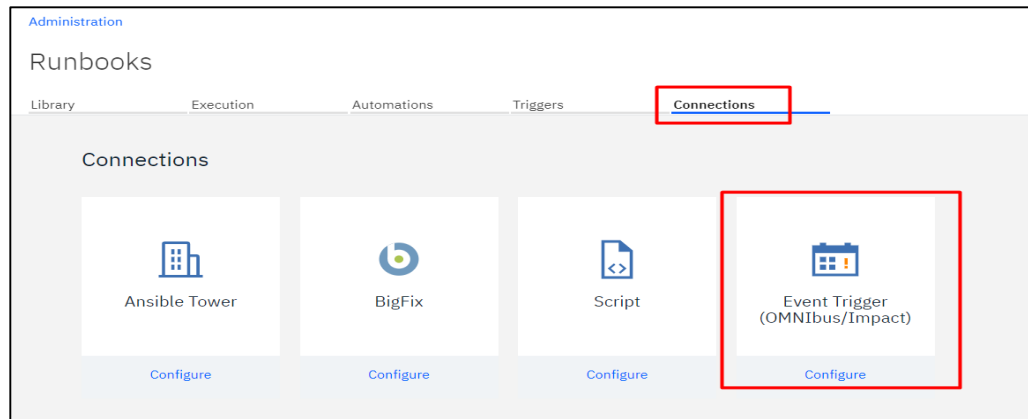 Administration
Runbooks
Library Execution Automations Triggers Connections
Connections
Ansible Tower BigFix Script Event Trigger
(OMNIbus/Impact)
Configure Configure Configure Configure